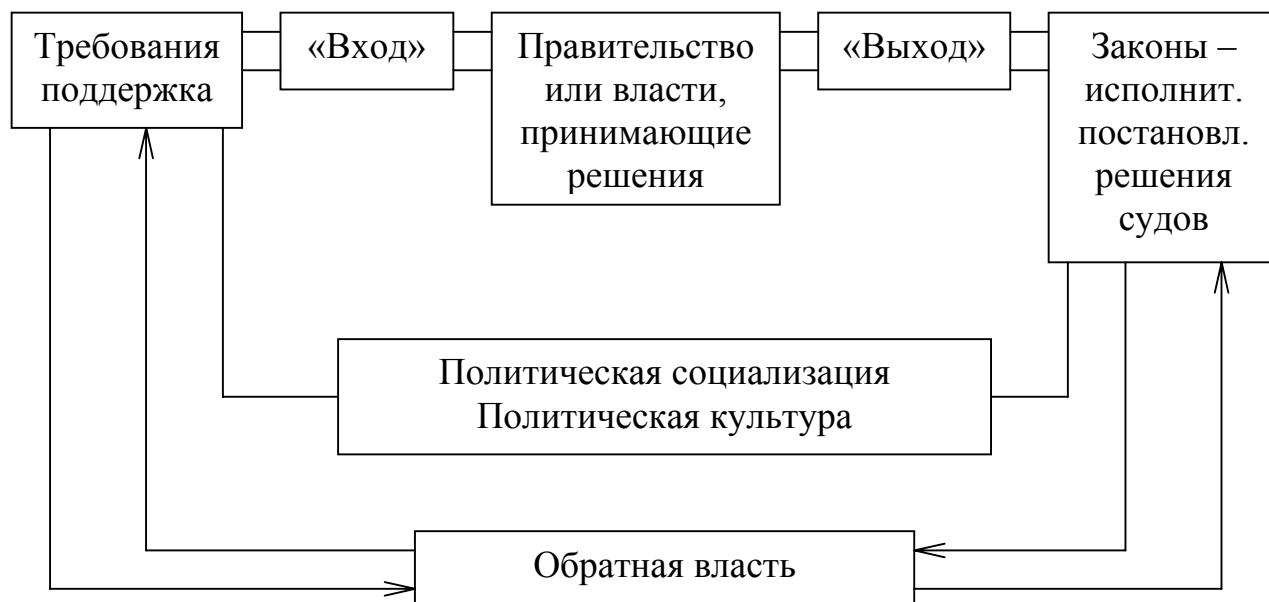 Требования
поддержка
«Вход»
Правительство
или власти,
принимающие
решения
«Выход»
Законы –
исполнит.
постановл.
решения
судов
Политическая социализация
Политическая культура
Обратная власть